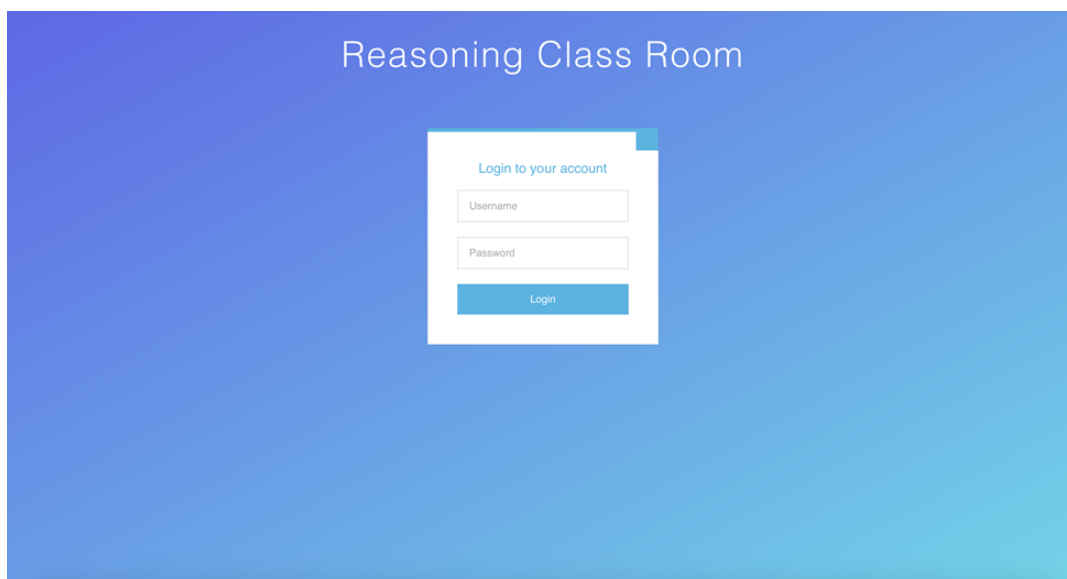 Reasoning Class Room
Login to your account
Username
Password
Login